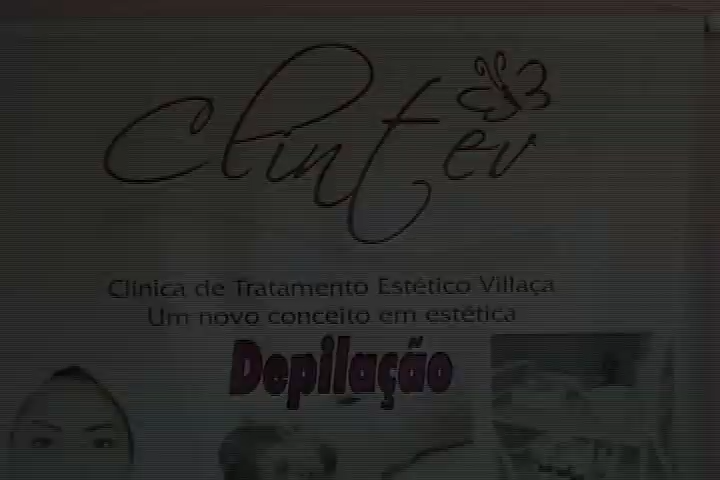 Clintev
Clínica de Tratamento Estético Villaça
Um novo conceito em estética
Depilação